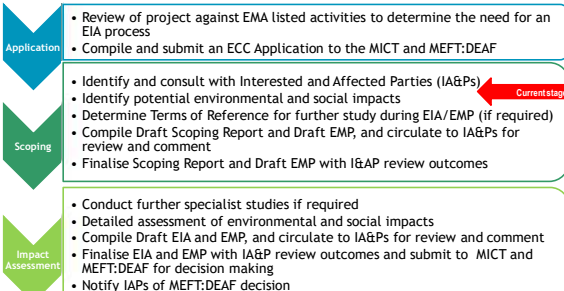 • Review of project against EMA listed activities to determine the need for an
EIA process
Application
• Compile and submit an ECC Application to the MICT and MEFT:DEAF
• Identify and consult with Interested and Affected Parties (IA&Ps)
• Identify potential environmental and social impacts
Current stage
• Determine Terms of Reference for further study during EIA/EMP (if required)
• Compile Draft Scoping Report and Draft EMP, and circulate to IA&Ps for
Scoping
review and comment
• Finalise Scoping Report and Draft EMP with I&AP review outcomes
• Conduct further specialist studies if required
• Detailed assessment of environmental and social impacts
• Compile Draft EIA and EMP, and circulate to IA&Ps for review and comment
Impact
Assessment
• Finalise EIA and EMP with IA&P review outcomes and submit to MICT and
MEFT:DEAF for decision making
• Notify IAPs of MEFT:DEAF decision